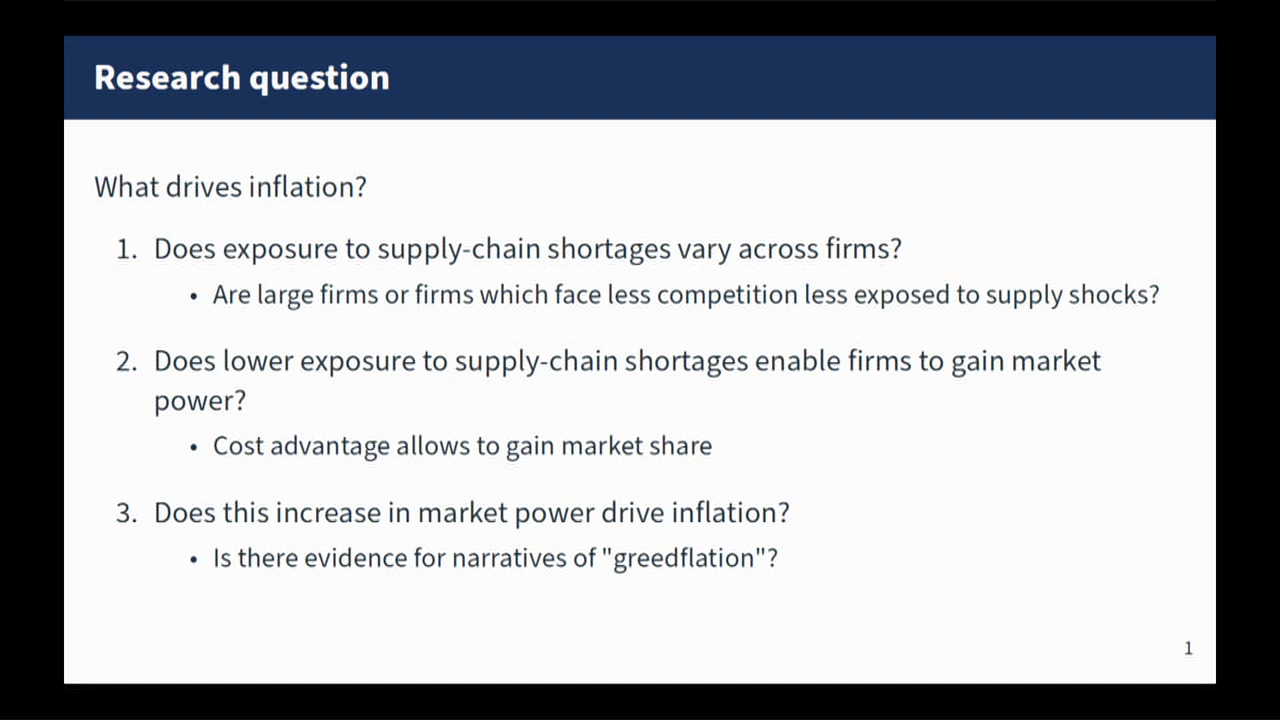 Research question
What drives inflation?
1. Does exposure to supply-chain shortages vary across firms?
• Are large firms or firms which face less competition less exposed to supply shocks?
2. Does lower exposure to supply-chain shortages enable firms to gain market
power?
• Cost advantage allows to gain market share
3. Does this increase in market power drive inflation?
• Is there evidence for narratives of "greedflation"?
1